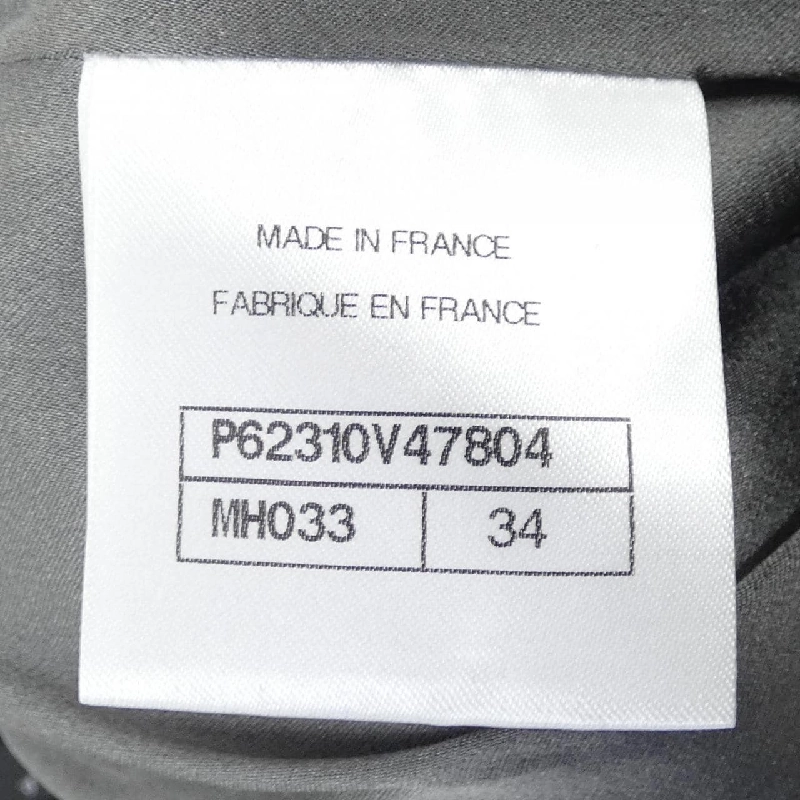 MADE IN FRANCE
FABRIQUE EN FRANCE
P62310V47804
MH033 34